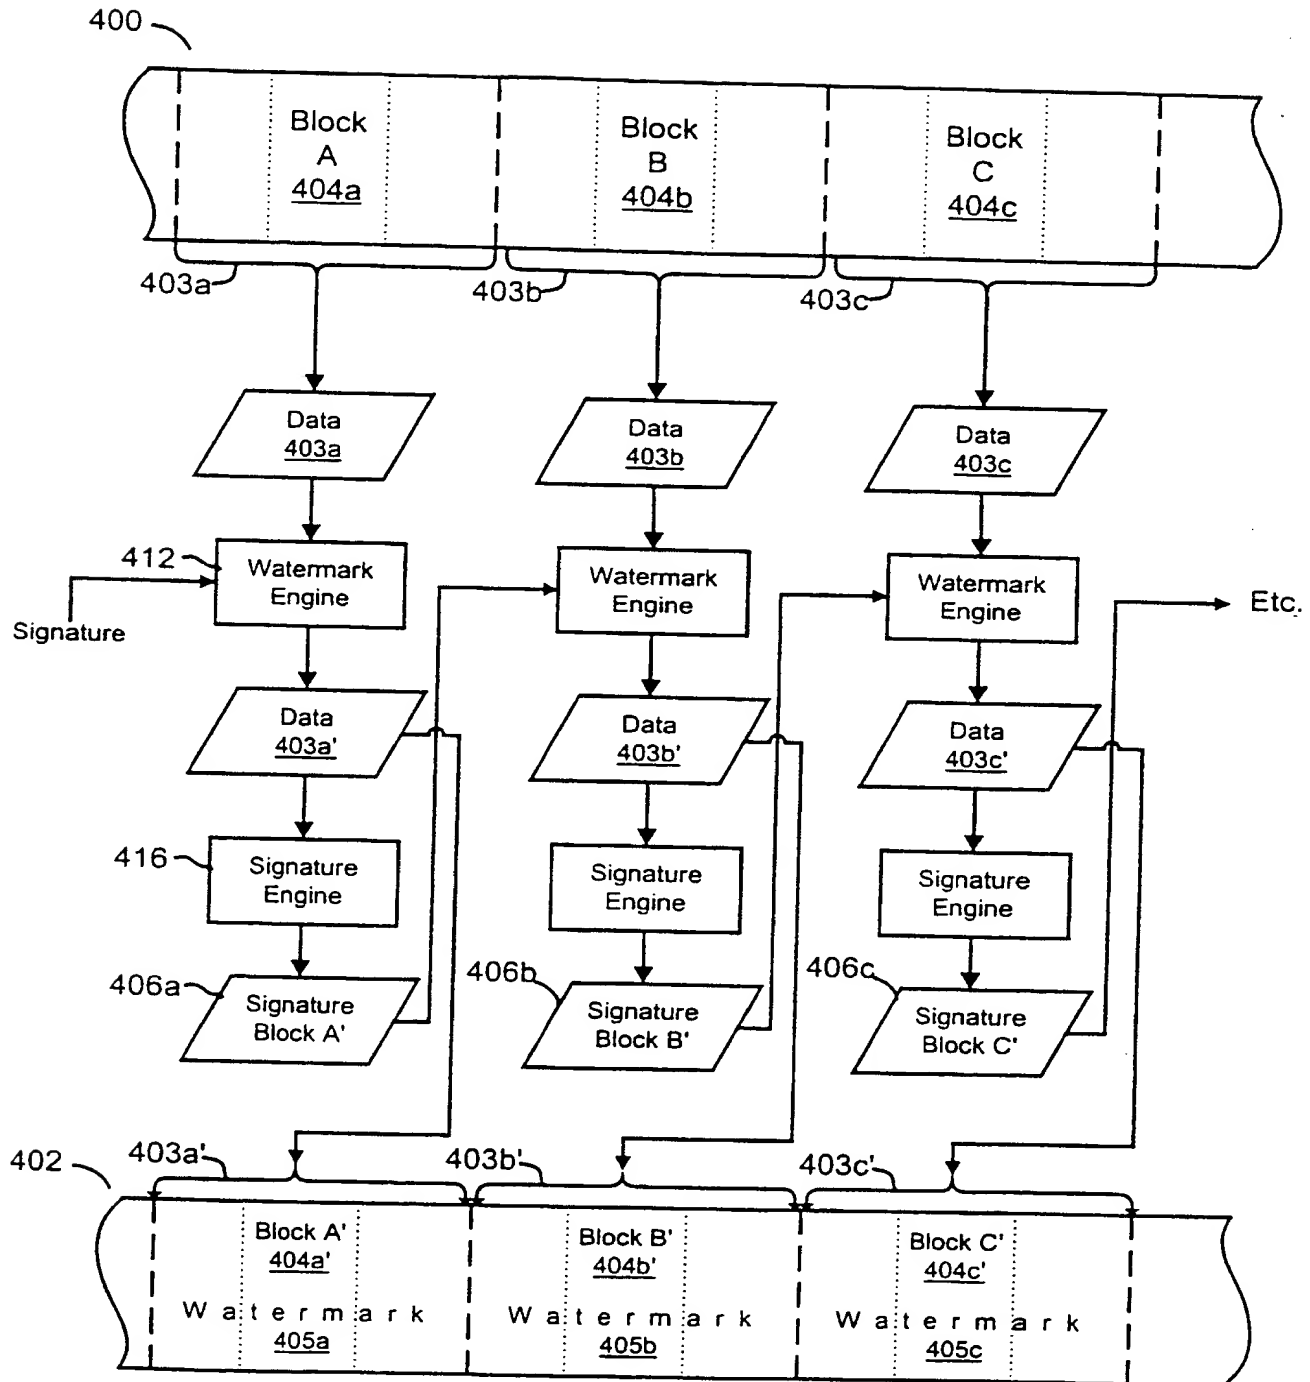 400
Block
A
404a
Block
B
404b
Block
C
404c
403a
403b
403c
Data
403a
Data
403b
Data
403c
412
Watermark
Engine
Watermark
Engine
Watermark
Engine
Etc.
Signature
Data
403a'
Data
403b'
Data
403c'
416
Signature
Engine
Signature
Engine
Signature
Engine
406a
Signature
Block A'
406b
Signature
Block B'
406c
Signature
Block C'
402
403a'
403b'
403c'
Block A'
404a'
Watermark
405a
Block B'
404b'
Watermark
405b
Block C'
404c'
Watermark
405c